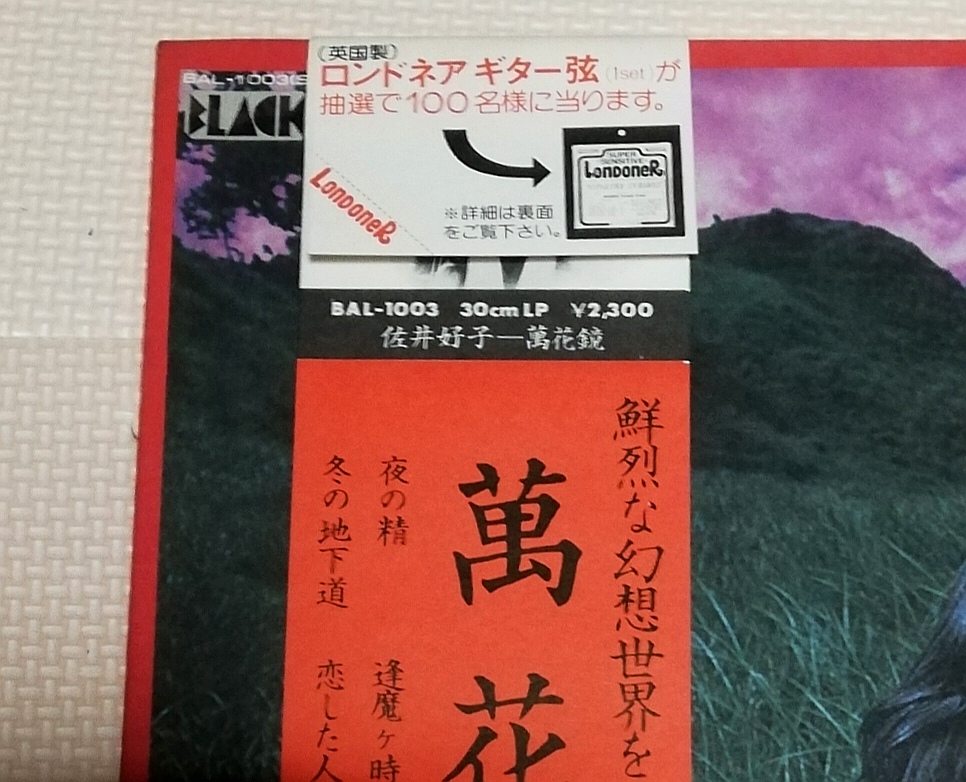 BAL-1003(S
BLACK
(英国製)
ロンドネア ギター弦(1set)が
抽選で100名様に当ります。
SUPER
SENSITIVE
LONDONER
LONDONER
※詳細は裏面
をご覧下さい。
BAL-1003 30cm LP ¥2,300
佐井好子—萬花鏡
鮮烈な幻想世界を
萬花
夜の精
逢魔ヶ時
冬の地下道
恋した人